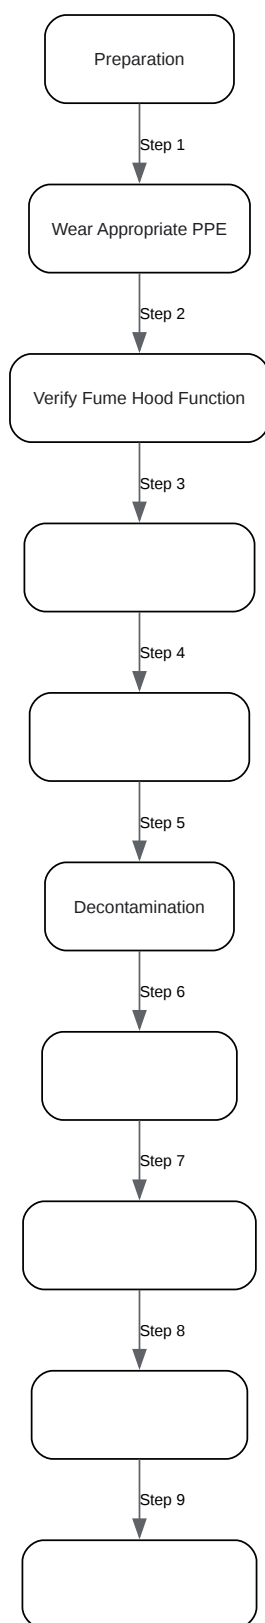 Preparation
Step 1
Wear Appropriate PPE
Step 2
Verify Fume Hood Function
Step 3
Step 4
Step 5
Decontamination
Step 6
Step 7
Step 8
Step 9